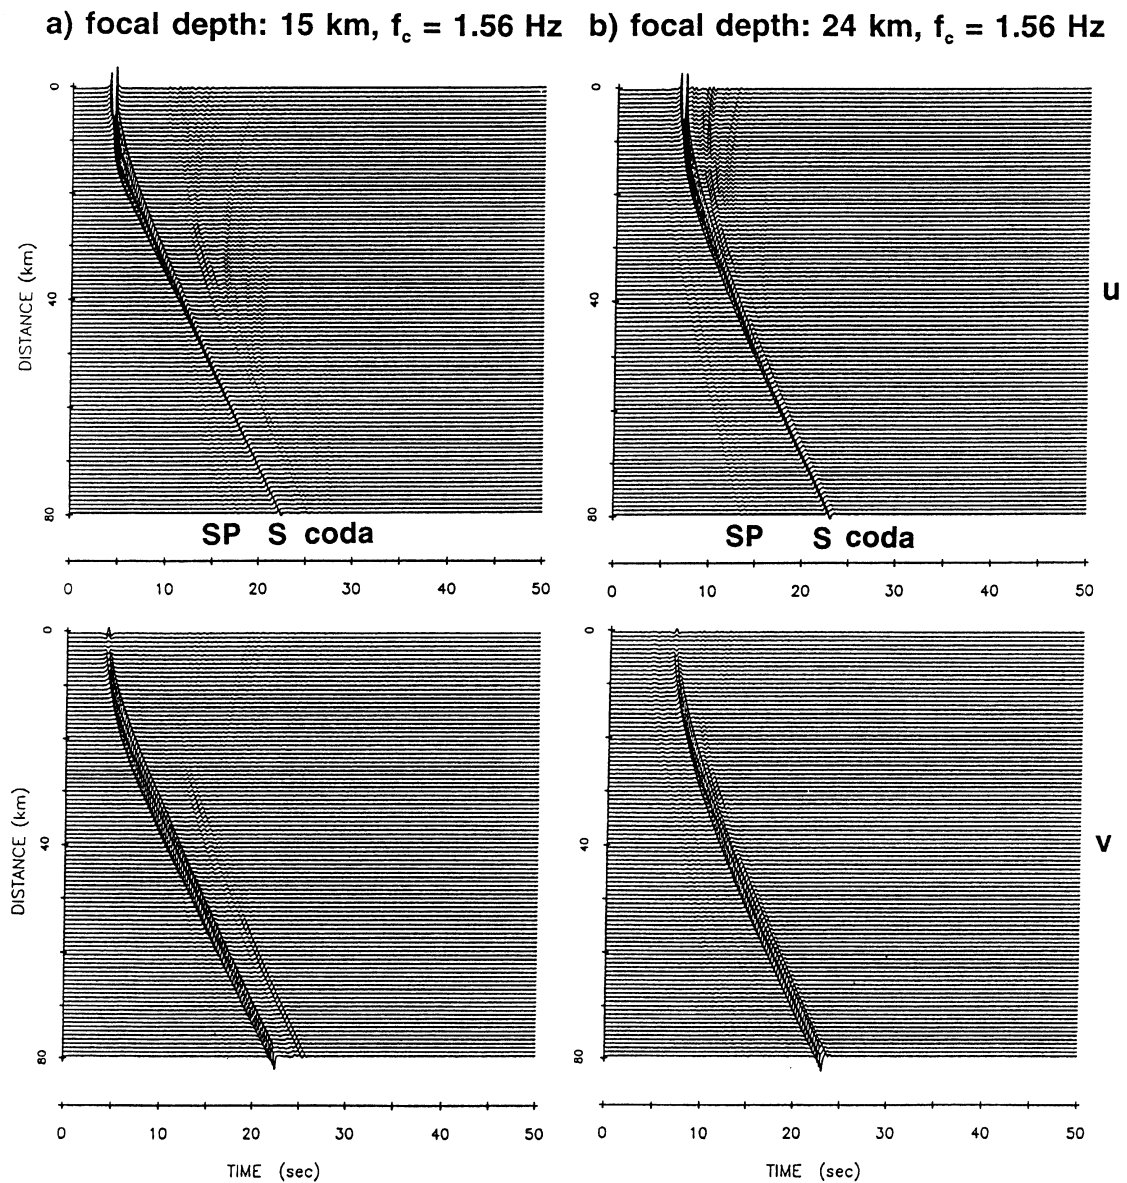 a) focal depth: 15 km, fc = 1.56 Hz
b) focal depth: 24 km, fc = 1.56 Hz
0
40
80
DISTANCE (km)
SP S coda
0 10 20 30 40 50
0
40
80
u
SP S coda
0 10 20 30 40 50
0
40
80
DISTANCE (km)
0 10 20 30 40 50
TIME (sec)
0
40
80
v
0 10 20 30 40 50
TIME (sec)